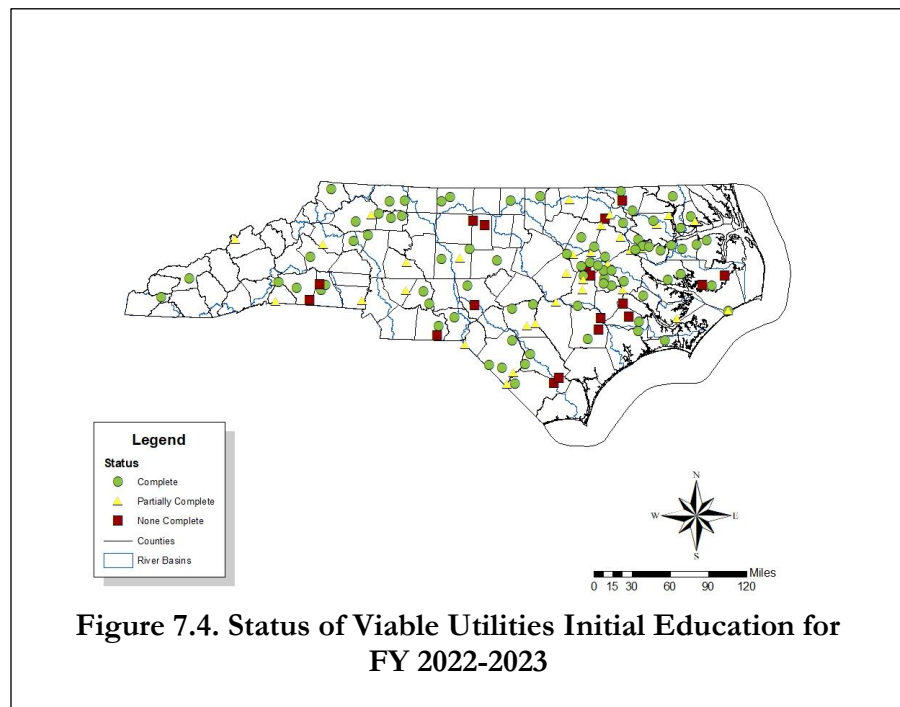 Legend
Status
Complete
Partially Complete
None Complete
Counties
River Basins
N
W E
S
Miles
0 15 30 60 90 120
Figure 7.4. Status of Viable Utilities Initial Education for
FY 2022-2023